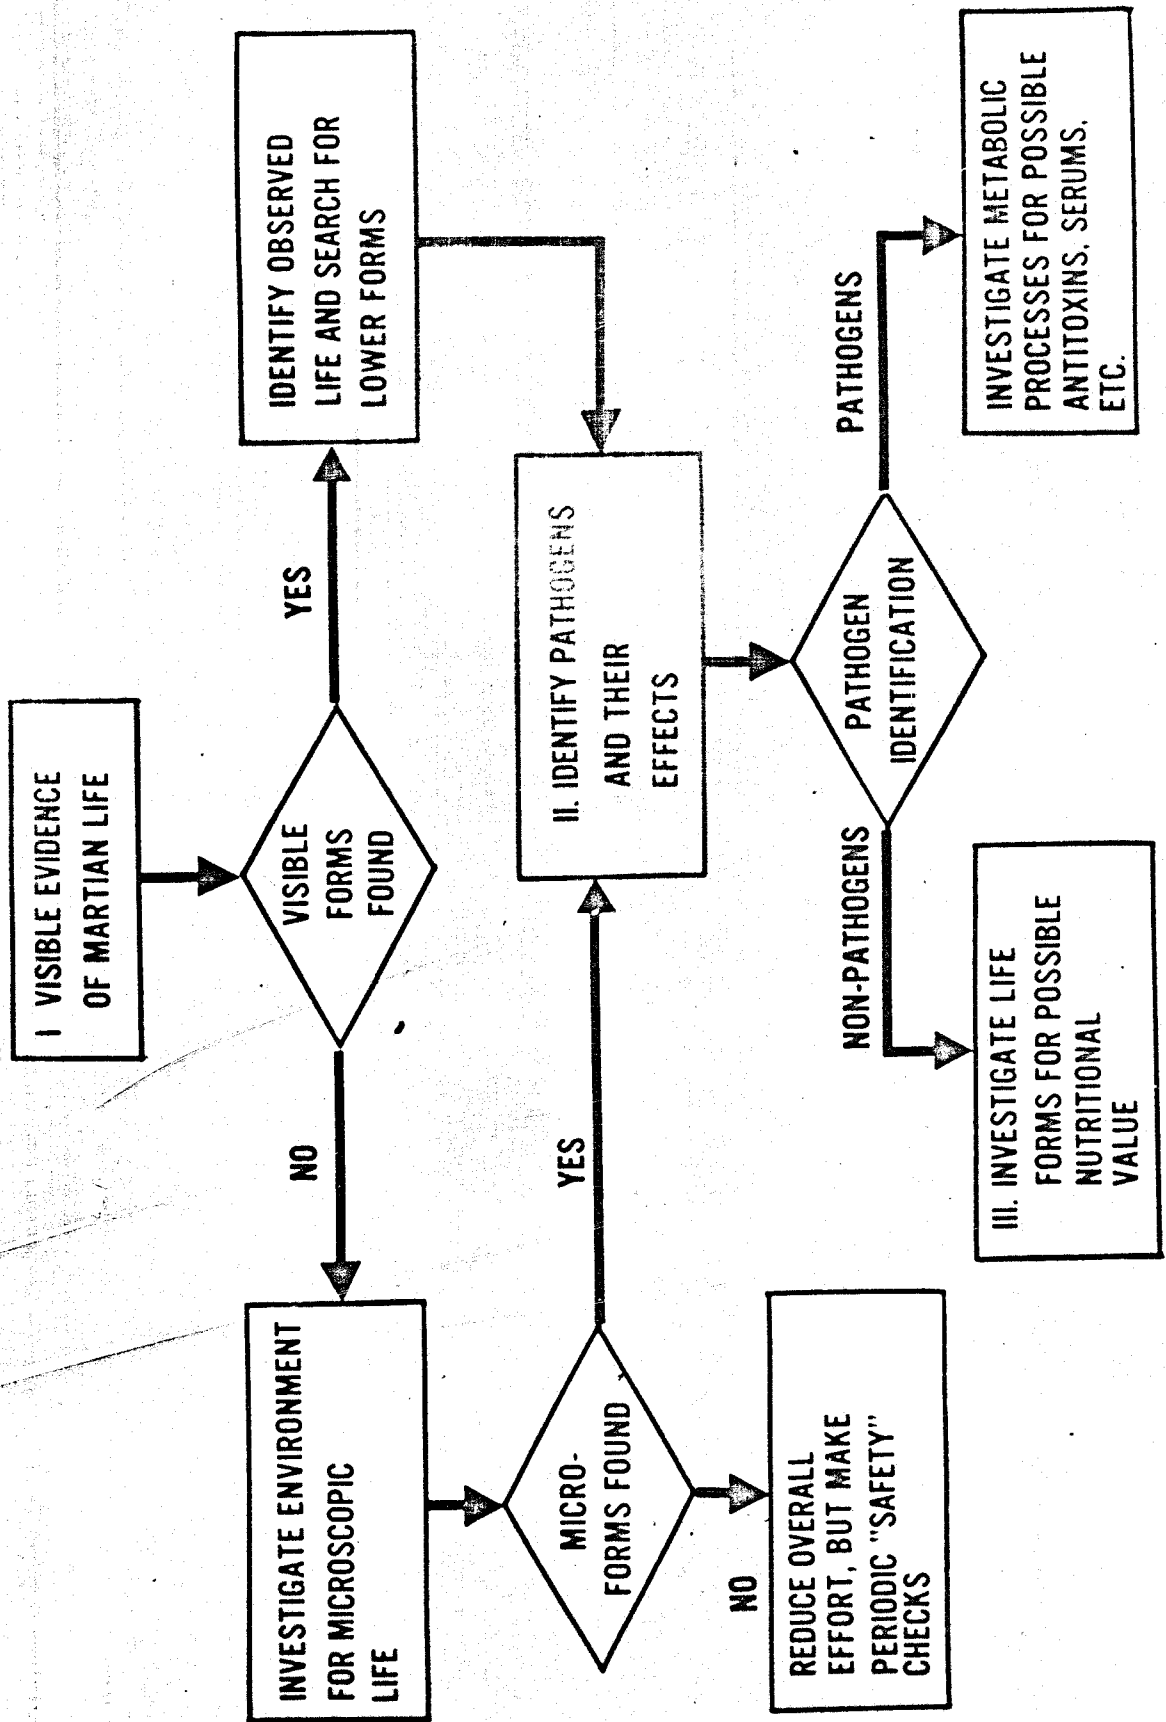 I VISIBLE EVIDENCE
OF MARTIAN LIFE
VISIBLE
FORMS
FOUND
NO
YES
INVESTIGATE ENVIRONMENT
FOR MICROSCOPIC
LIFE
IDENTIFY OBSERVED
LIFE AND SEARCH FOR
LOWER FORMS
MICRO-
FORMS FOUND
YES
NO
II. IDENTIFY PATHOGENS
AND THEIR
EFFECTS
REDUCE OVERALL
EFFORT, BUT MAKE
PERIODIC "SAFETY"
CHECKS
PATHOGEN
IDENTIFICATION
NON-PATHOGENS
PATHOGENS
III. INVESTIGATE LIFE
FORMS FOR POSSIBLE
NUTRITIONAL
VALUE
INVESTIGATE METABOLIC
PROCESSES FOR POSSIBLE
ANTITOXINS, SERUMS,
ETC.